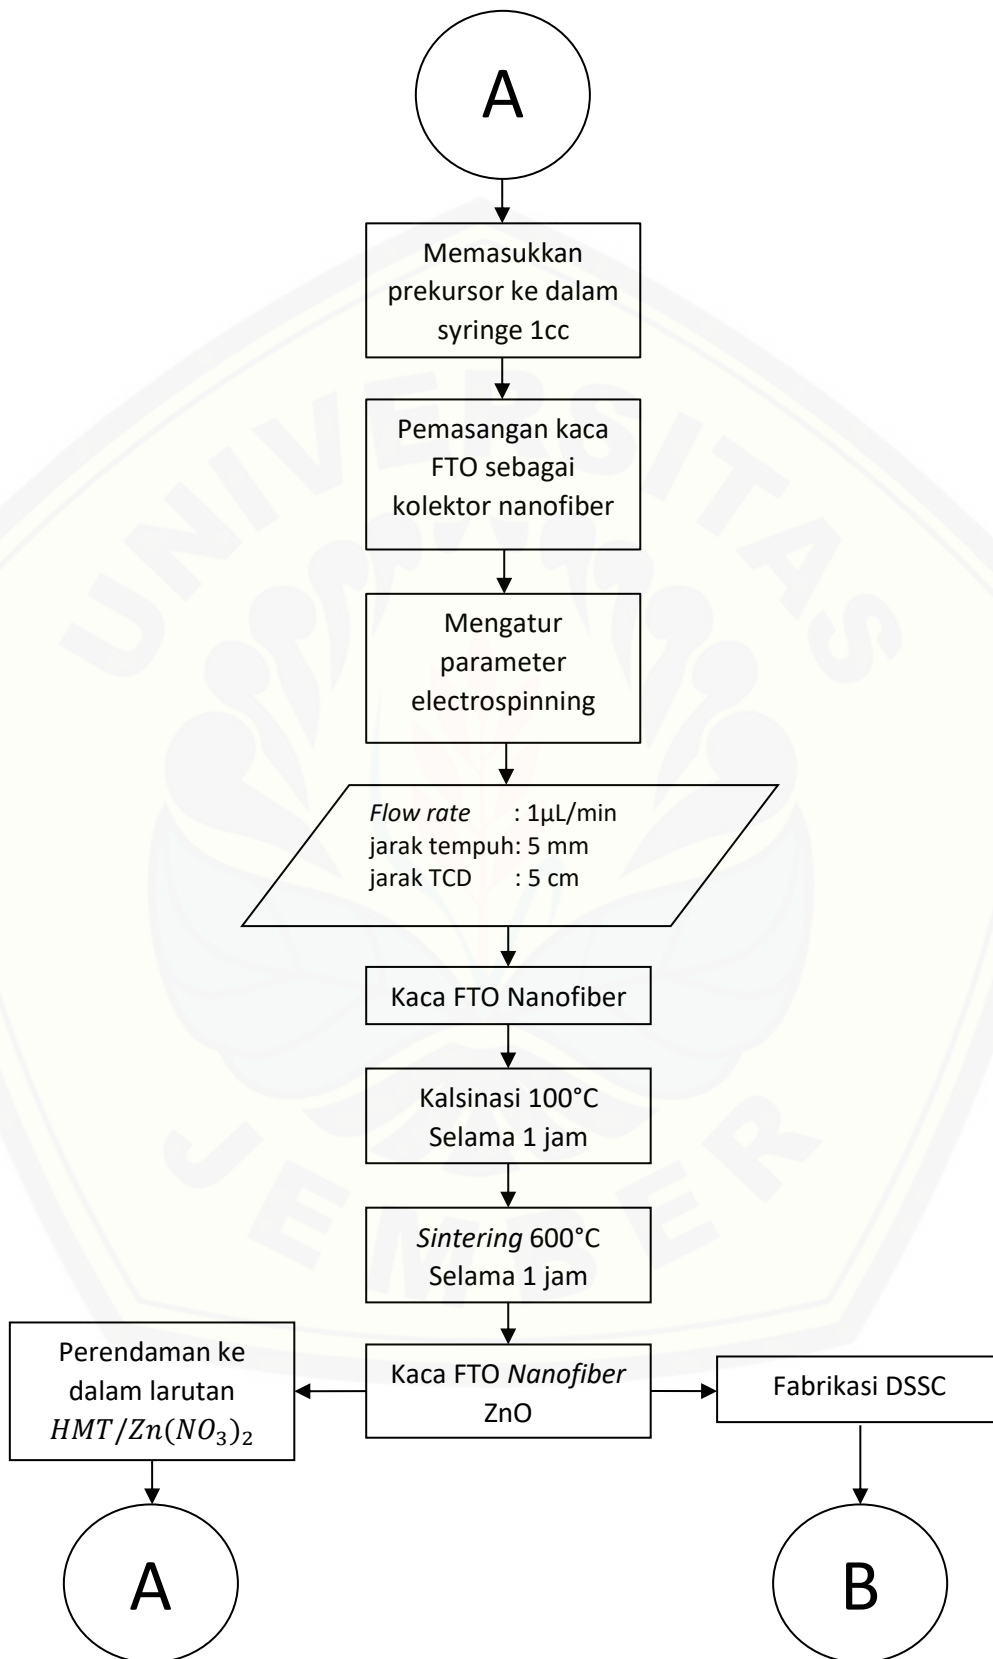 A
Memasukkan
prekursor ke dalam
syringe 1cc
Pemasangan kaca
FTO sebagai
kolektor nanofiber
Mengatur
parameter
electrospinning
Flow rate : 1µL/min
jarak tempuh: 5 mm
jarak TCD : 5 cm
Kaca FTO Nanofiber
Kalsinasi 100°C
Selama 1 jam
Sintering 600°C
Selama 1 jam
Perendaman ke
dalam larutan
HMT/Zn(NO₃)₂
Kaca FTO Nanofiber
ZnO
Fabrikasi DSSC
A
B
UNIVERSITAS
JEMBER